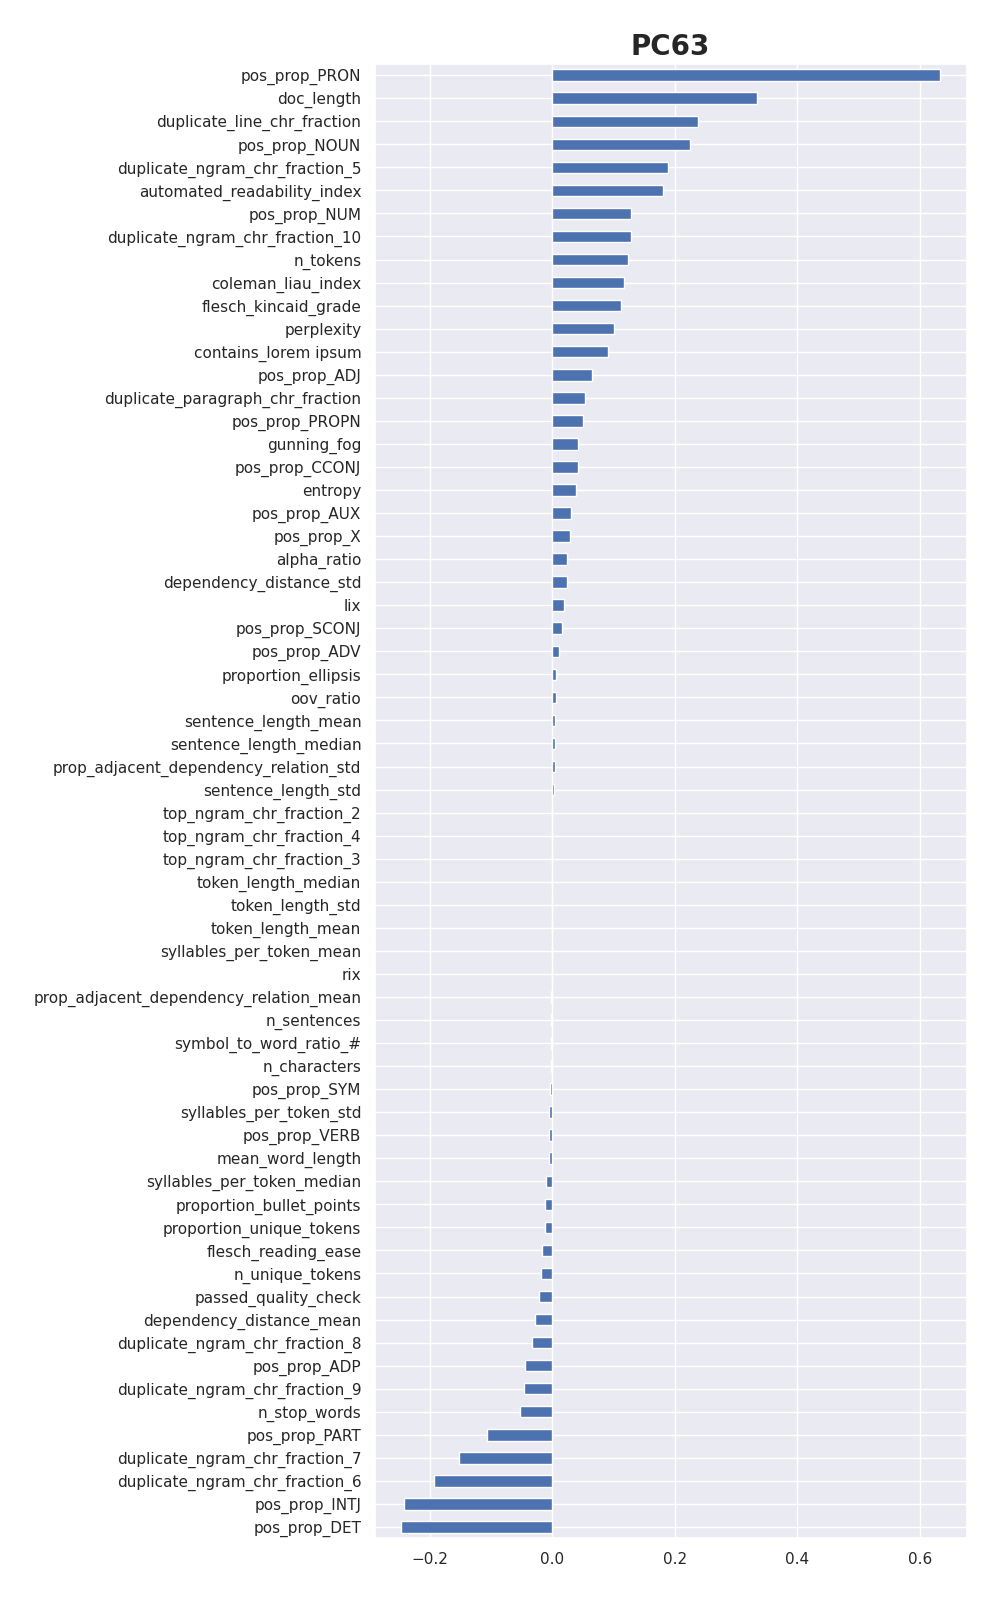 PC63
pos_prop_PRON
doc_length
duplicate_line_chr_fraction
pos_prop_NOUN
duplicate_ngram_chr_fraction_5
automated_readability_index
pos_prop_NUM
duplicate_ngram_chr_fraction_10
n_tokens
coleman_liau_index
flesch_kincaid_grade
perplexity
contains_lorem ipsum
pos_prop_ADJ
duplicate_paragraph_chr_fraction
pos_prop_PROPN
gunning_fog
pos_prop_CCONJ
entropy
pos_prop_AUX
pos_prop_X
alpha_ratio
dependency_distance_std
lix
pos_prop_SCONJ
pos_prop_ADV
proportion_ellipsis
oov_ratio
sentence_length_mean
sentence_length_median
prop_adjacent_dependency_relation_std
sentence_length_std
top_ngram_chr_fraction_2
top_ngram_chr_fraction_4
top_ngram_chr_fraction_3
token_length_median
token_length_std
token_length_mean
syllables_per_token_mean
rix
prop_adjacent_dependency_relation_mean
n_sentences
symbol_to_word_ratio_#
n_characters
pos_prop_SYM
syllables_per_token_std
pos_prop_VERB
mean_word_length
syllables_per_token_median
proportion_bullet_points
proportion_unique_tokens
flesch_reading_ease
n_unique_tokens
passed_quality_check
dependency_distance_mean
duplicate_ngram_chr_fraction_8
pos_prop_ADP
duplicate_ngram_chr_fraction_9
n_stop_words
pos_prop_PART
duplicate_ngram_chr_fraction_7
duplicate_ngram_chr_fraction_6
pos_prop_INTJ
pos_prop_DET
−0.2 0.0 0.2 0.4 0.6